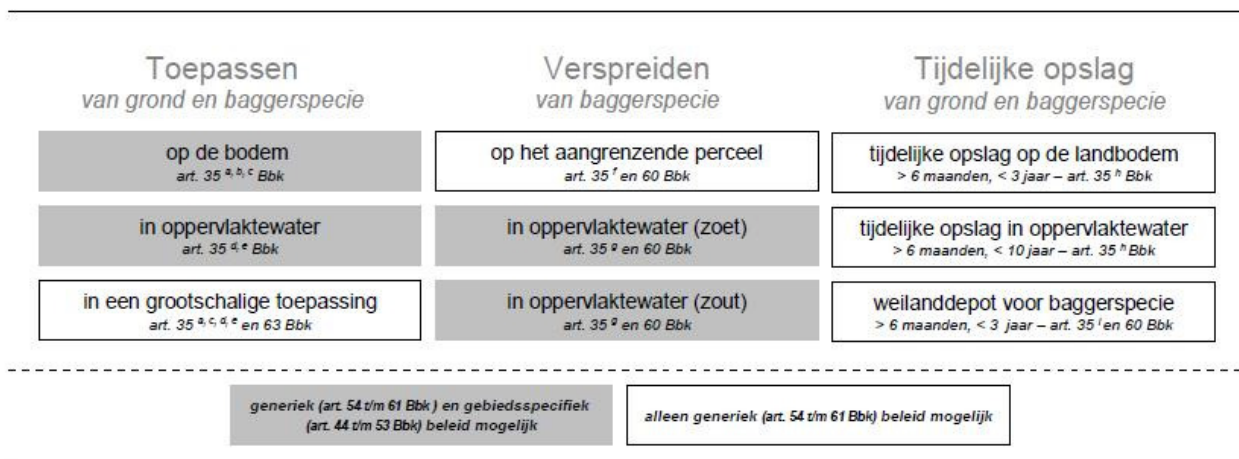 Toepassen
van grond en baggerspecie
op de bodem
art. 35 a, b, c Bbk
in oppervlaktewater
art. 35 d, e Bbk
in een grootschalige toepassing
art. 35 a, c, d, e en 63 Bbk
Verspreiden
van baggerspecie
op het aangrenzende perceel
art. 35 f en 60 Bbk
in oppervlaktewater (zoet)
art. 35 g en 60 Bbk
in oppervlaktewater (zout)
art. 35 g en 60 Bbk
Tijdelijke opslag
van grond en baggerspecie
tijdelijke opslag op de landbodem
> 6 maanden, < 3 jaar – art. 35 h Bbk
tijdelijke opslag in oppervlaktewater
> 6 maanden, < 10 jaar – art. 35 h Bbk
weilanddepot voor baggerspecie
> 6 maanden, < 3 jaar – art. 35 i en 60 Bbk
generiek (art. 54 t/m 61 Bbk ) en gebiedsspecifiek
(art. 44 t/m 53 Bbk) beleid mogelijk
alleen generiek (art. 54 t/m 61 Bbk) beleid mogelijk